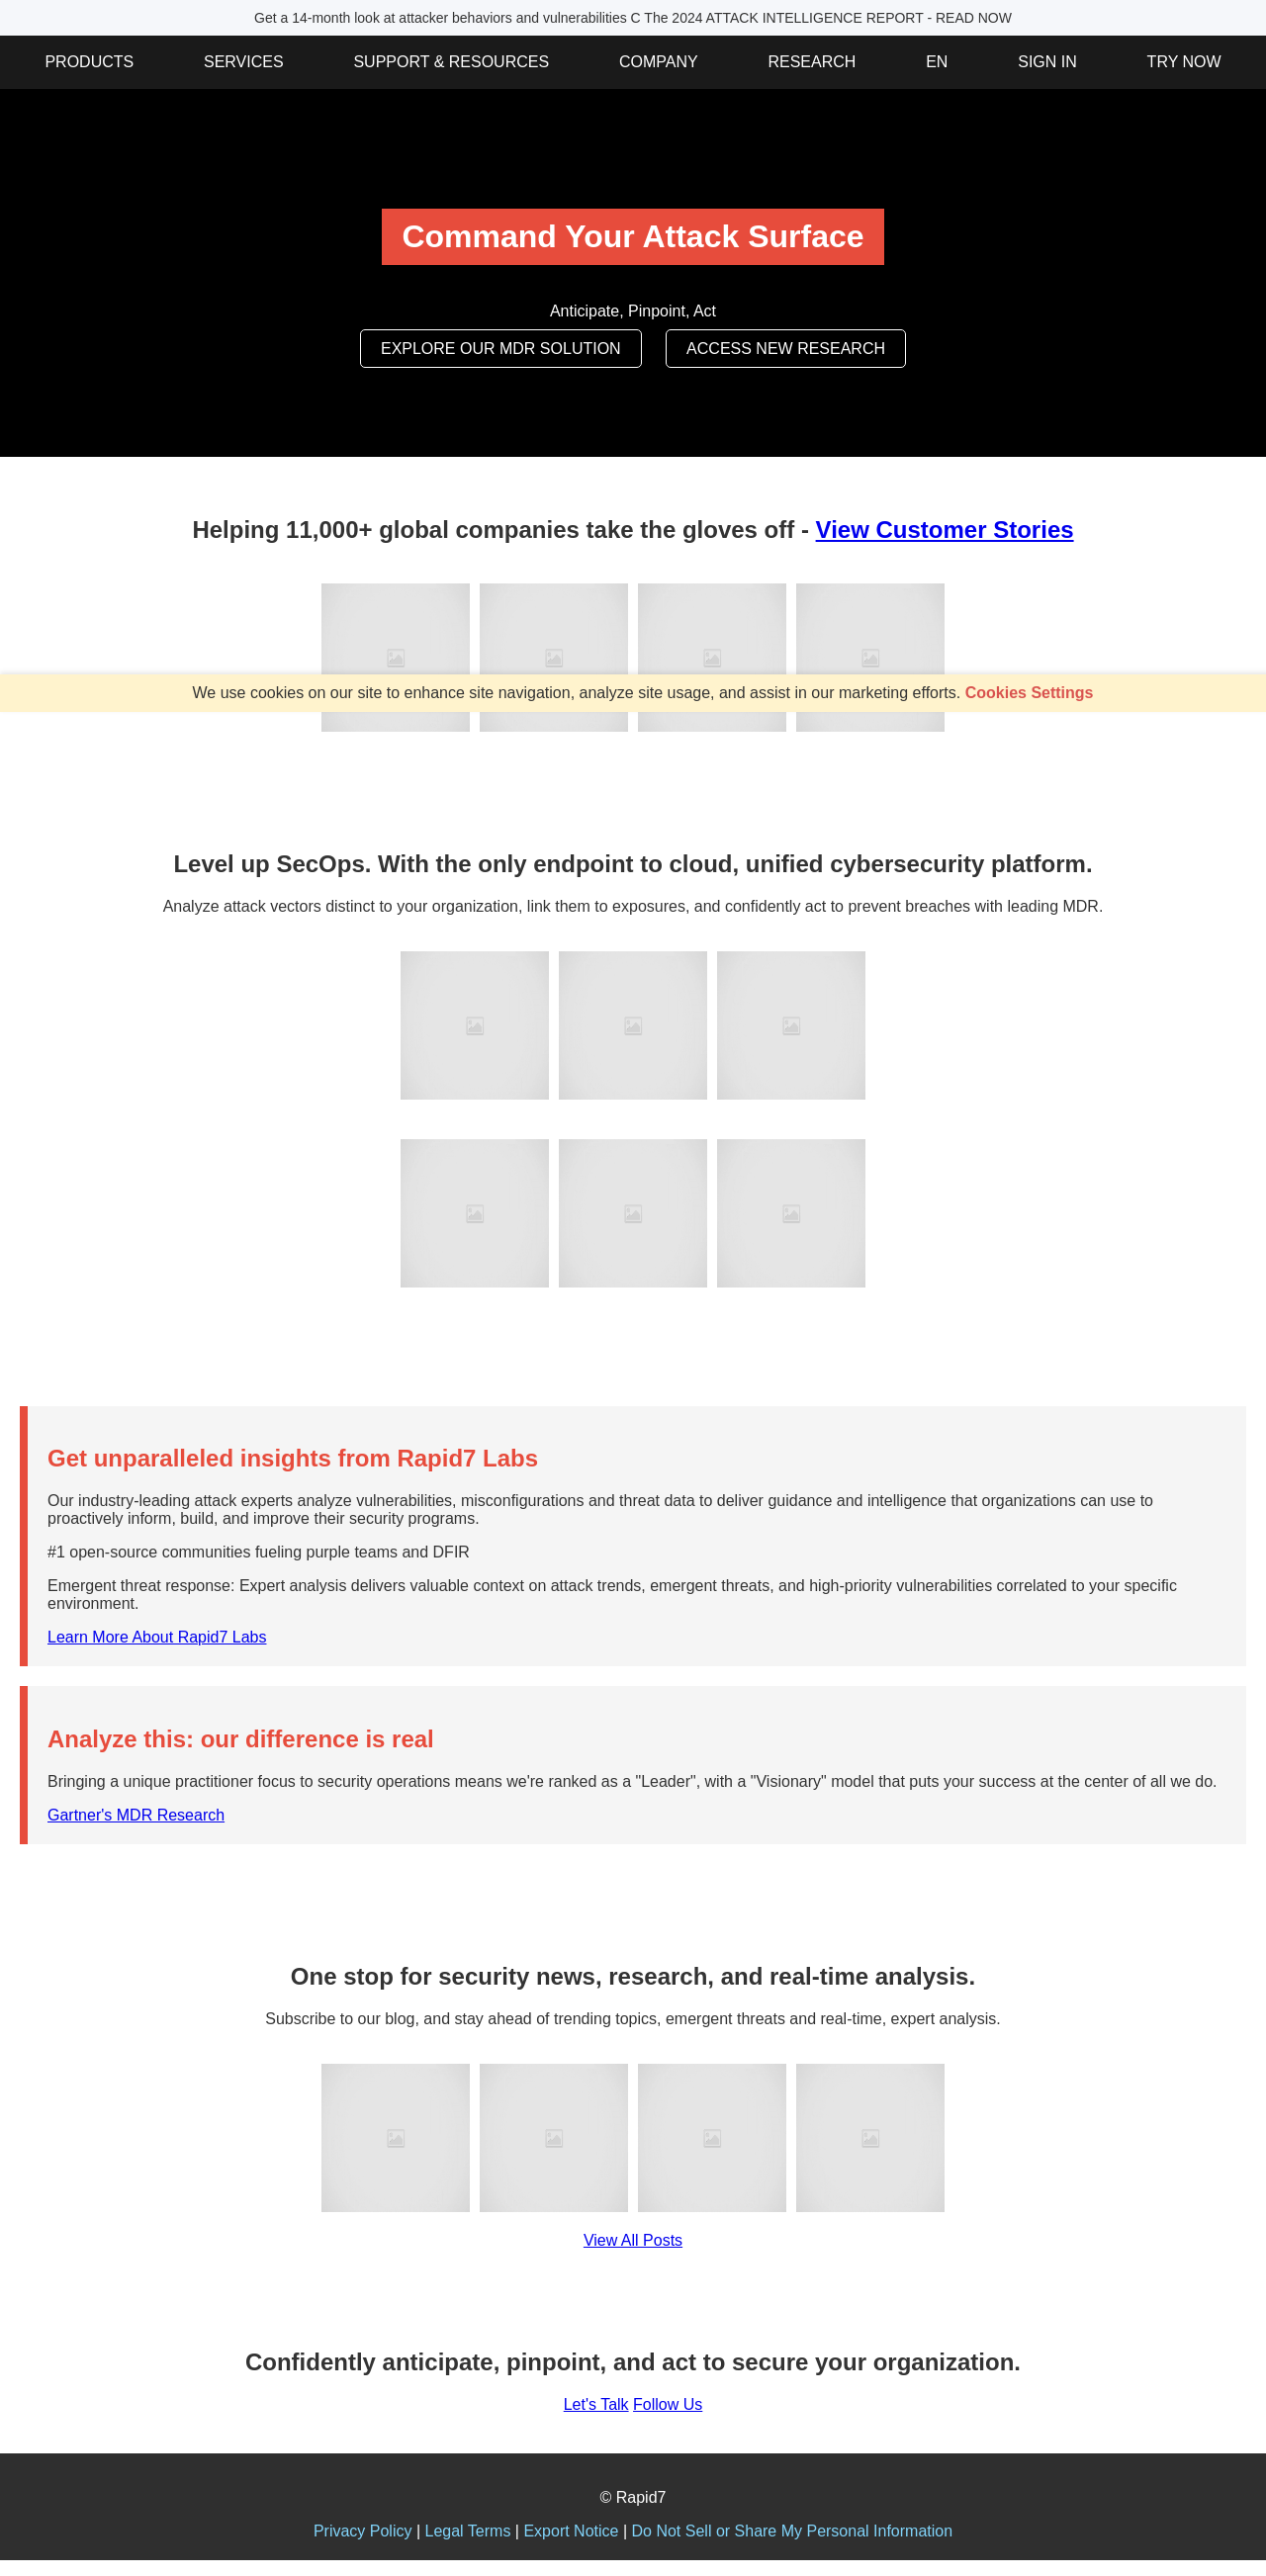 Get a 14-month look at attacker behaviors and vulnerabilities C The 2024 ATTACK INTELLIGENCE REPORT - READ NOW
PRODUCTS SERVICES SUPPORT & RESOURCES COMPANY RESEARCH EN SIGN IN TRY NOW
Command Your Attack Surface
Anticipate, Pinpoint, Act
EXPLORE OUR MDR SOLUTION ACCESS NEW RESEARCH
Helping 11,000+ global companies take the gloves off - View Customer Stories
We use cookies on our site to enhance site navigation, analyze site usage, and assist in our marketing efforts. Cookies Settings
Level up SecOps. With the only endpoint to cloud, unified cybersecurity platform.
Analyze attack vectors distinct to your organization, link them to exposures, and confidently act to prevent breaches with leading MDR.
Get unparalleled insights from Rapid7 Labs
Our industry-leading attack experts analyze vulnerabilities, misconfigurations and threat data to deliver guidance and intelligence that organizations can use to
proactively inform, build, and improve their security programs.
#1 open-source communities fueling purple teams and DFIR
Emergent threat response: Expert analysis delivers valuable context on attack trends, emergent threats, and high-priority vulnerabilities correlated to your specific
environment.
Learn More About Rapid7 Labs
Analyze this: our difference is real
Bringing a unique practitioner focus to security operations means we're ranked as a "Leader", with a "Visionary" model that puts your success at the center of all we do.
Gartner's MDR Research
One stop for security news, research, and real-time analysis.
Subscribe to our blog, and stay ahead of trending topics, emergent threats and real-time, expert analysis.
View All Posts
Confidently anticipate, pinpoint, and act to secure your organization.
Let's Talk Follow Us
© Rapid7
Privacy Policy | Legal Terms | Export Notice | Do Not Sell or Share My Personal Information